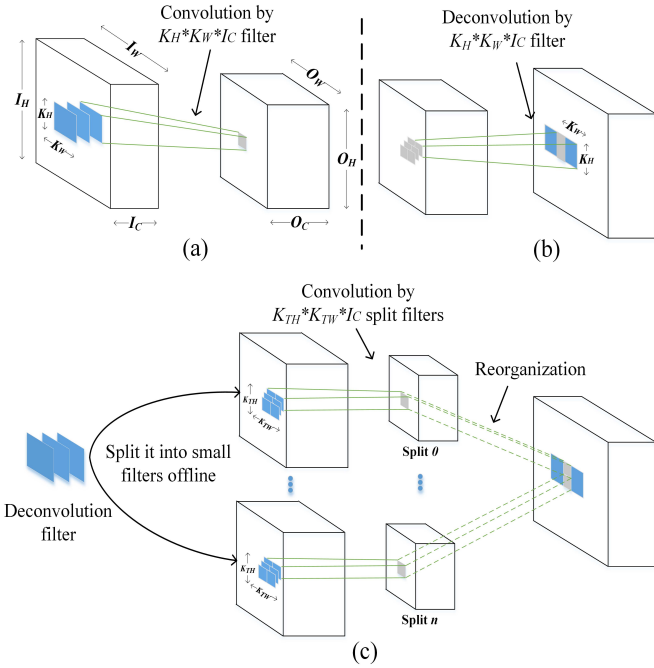 Convolution by
KH*KW*IC filter
IW
IH
KH
KW
OW
OH
IC
OC
(a)
Deconvolution by
KH*KW*IC filter
KW
KH
(b)
Convolution by
KTH*KTW*IC split filters
Reorganization
KTH
KTW
Split 0
Split it into small
filters offline
Deconvolution
filter
KTH
KTW
Split n
(c)